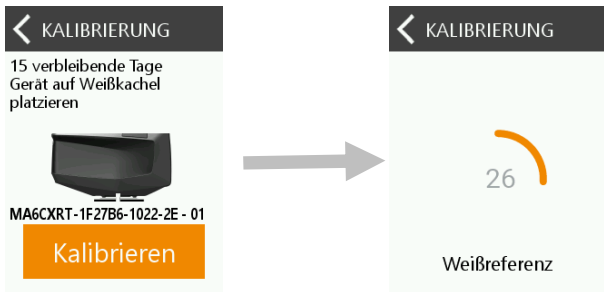 KALIBRIERUNG
15 verbleibende Tage
Gerät auf Weißkachel
platzieren
MA6CXRT-1F27B6-1022-2E - 01
Kalibrieren
KALIBRIERUNG
26
Weißreferenz